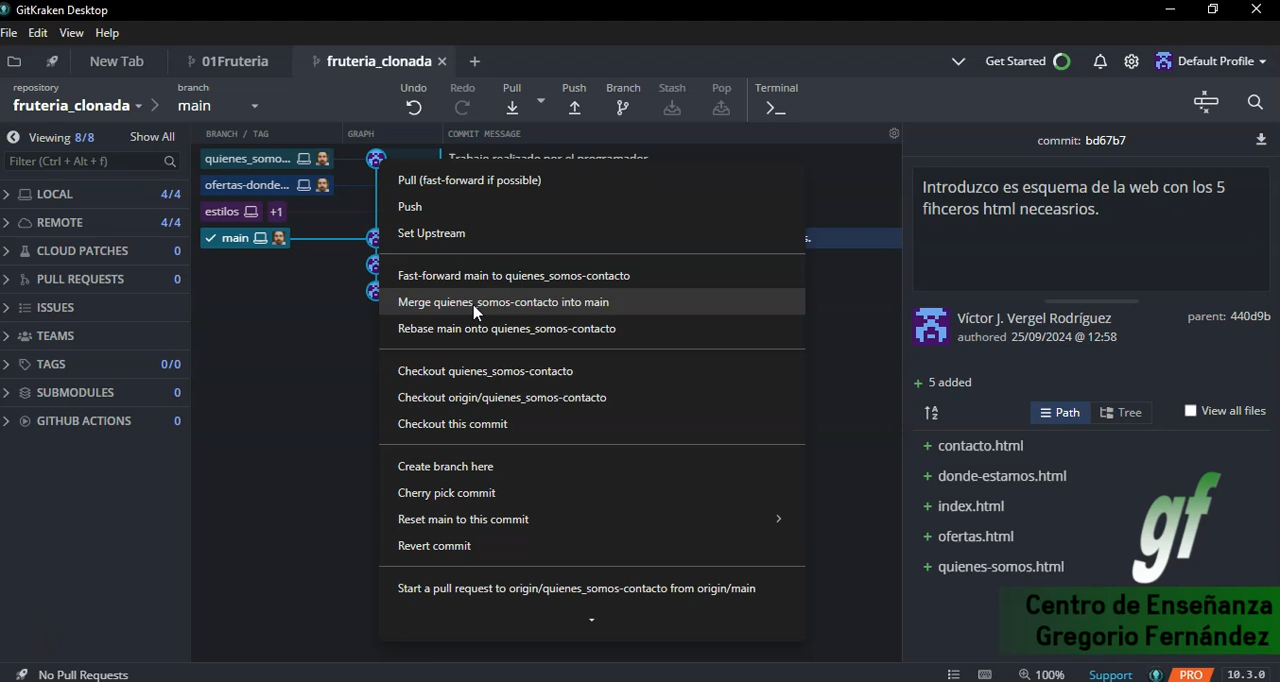 GitKraken Desktop
File Edit View Help
New Tab 01Fruteria fruteria_clonada Get Started Default Profile
repository branch Undo Redo Pull Push Branch Stash Pop Terminal
fruteria_clonada main
Viewing 8/8 Show All BRANCH / TAG GRAPH COMMIT MESSAGE commit: bd67b7
Filter (Ctrl + Alt + f) quienes_somo... Trabajo realizado por el programador
ofertas-donde... Pull (fast-forward if possible) Introduzco es esquema de la web con los 5
LOCAL 4/4 estilos +1 Push fihceros html neceasrios.
REMOTE 4/4 main Set Upstream s.
CLOUD PATCHES 0
PULL REQUESTS 0 Fast-forward main to quienes_somos-contacto
ISSUES Merge quienes_somos-contacto into main Víctor J. Vergel Rodríguez parent: 440d9b
TEAMS Rebase main onto quienes_somos-contacto authored 25/09/2024 @ 12:58
TAGS 0/0 Checkout quienes_somos-contacto + 5 added
SUBMODULES 0 Checkout origin/quienes_somos-contacto Path Tree View all files
GITHUB ACTIONS 0 Checkout this commit + contacto.html
Create branch here + donde-estamos.html
Cherry pick commit + index.html
Reset main to this commit + ofertas.html
Revert commit + quienes-somos.html
Start a pull request to origin/quienes_somos-contacto from origin/main
gf
Centro de Enseñanza
Gregorio Fernández
No Pull Requests 100% Support PRO 10.3.0